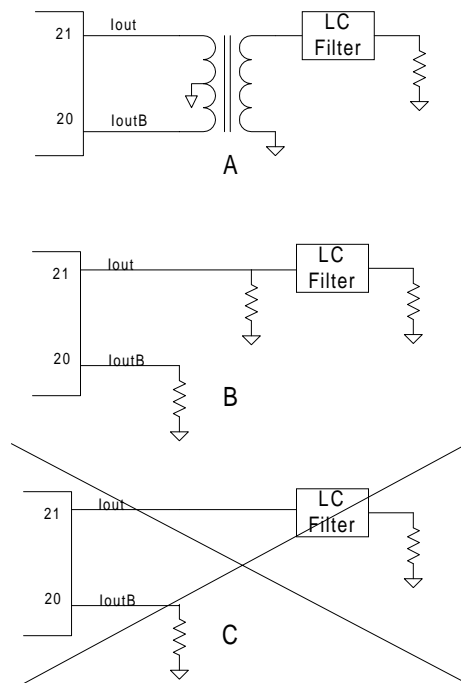 21
Iout
LC
Filter
20
IoutB
A
21
Iout
LC
Filter
20
IoutB
B
21
Iout
LC
Filter
20
IoutB
C